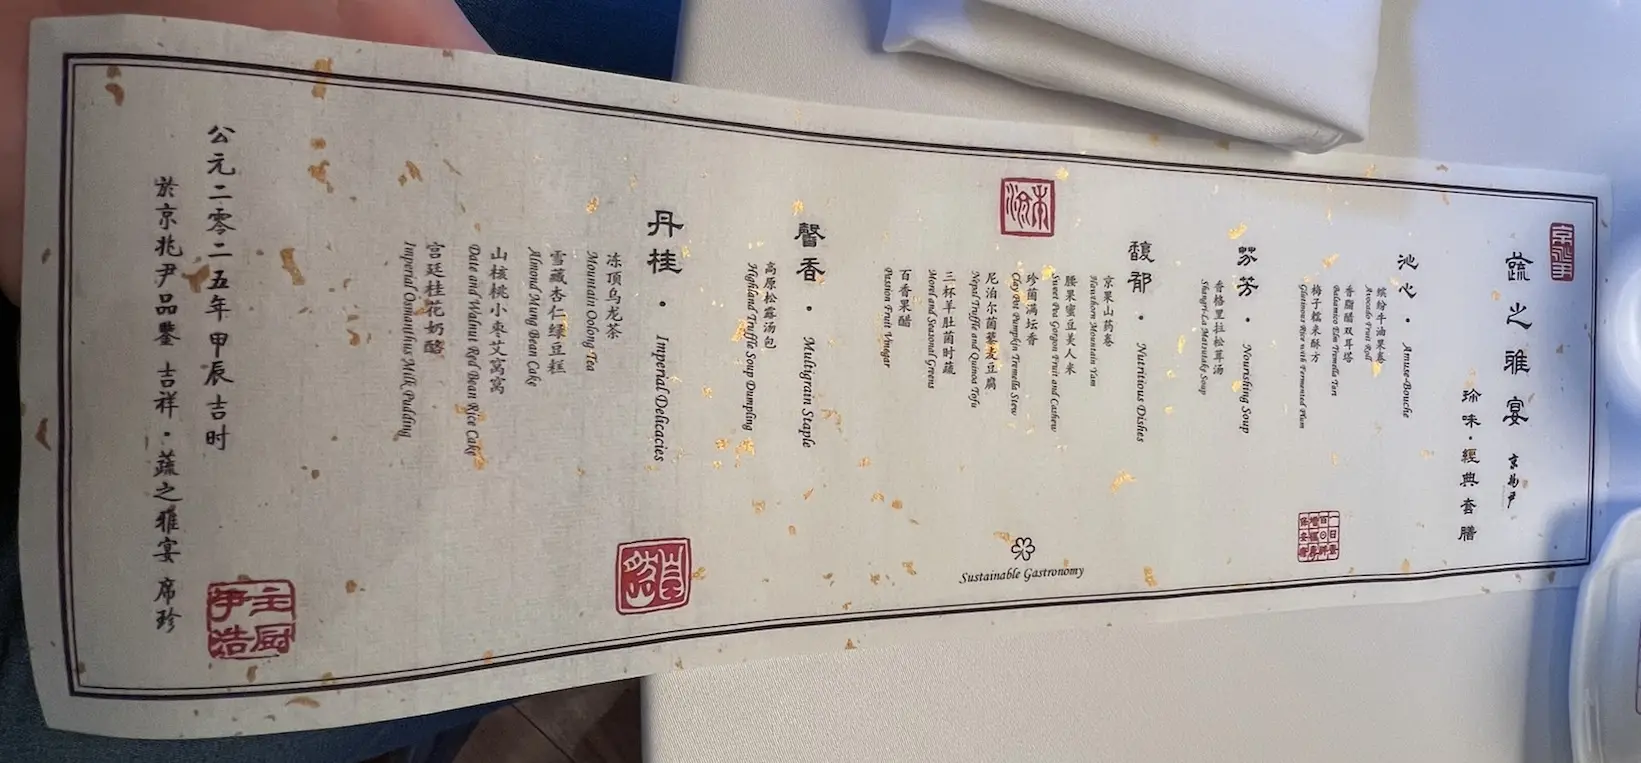 京兆尹
蔬之雅宴 京兆尹
珍味·經典套膳
沁心 · Amuse-Bouche
缤纷牛油果卷
Avocado Fruit Roll
香脂醋双耳塔
Balsamico Elm Tremella Tart
梅子糯米酥方
Glutinous Rice with Fermented Plum
芬芳 · Nourishing Soup
香格里拉松茸汤
Shangri-La Matsutake Soup
馥郁 · Nutritious Dishes
京果山药卷
Hawthorn Mountain Yam
腰果蜜豆美人米
Sweet Pea Gorgon Fruit and Cashew
珍菌满坛香
Clay Pot Pumpkin Tremella Stew
尼泊尔菌藜麦豆腐
Nepal Truffle and Quinoa Tofu
三杯羊肚菌时蔬
Morel and Seasonal Greens
百香果醋
Passion Fruit Vinegar
Sustainable Gastronomy
馨香 · Multigrain Staple
高原松露汤包
Highland Truffle Soup Dumpling
丹桂 · Imperial Delicacies
冻顶乌龙茶
Mountain Oolong Tea
雪藏杏仁绿豆糕
Almond Mung Bean Cake
山核桃小枣艾窝窝
Date and Walnut Red Bean Rice Cake
宫廷桂花奶酪
Imperial Osmanthus Milk Pudding
公元二零二五年甲辰吉时
於京兆尹品鑒 吉祥·蔬之雅宴 席珍
主厨
尹浩